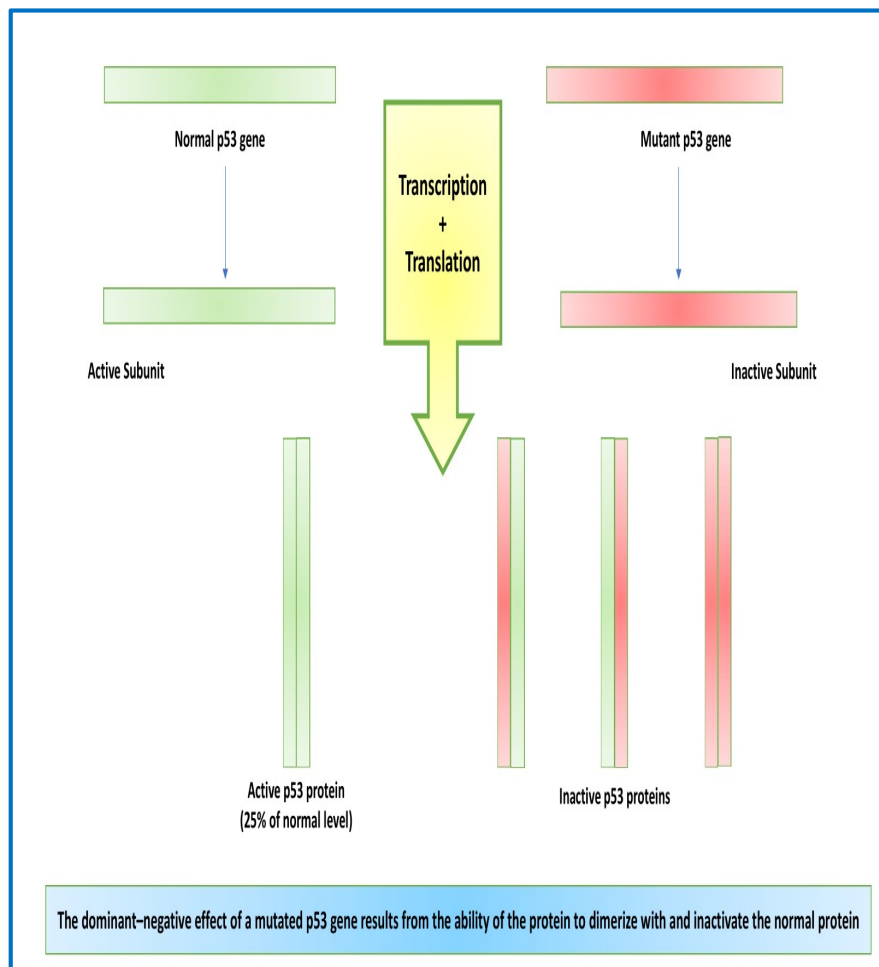 Normal p53 gene
Mutant p53 gene
Transcription
+
Translation
Active Subunit
Inactive Subunit
Active p53 protein
(25% of normal level)
Inactive p53 proteins
The dominant–negative effect of a mutated p53 gene results from the ability of the protein to dimerize with and inactivate the normal protein